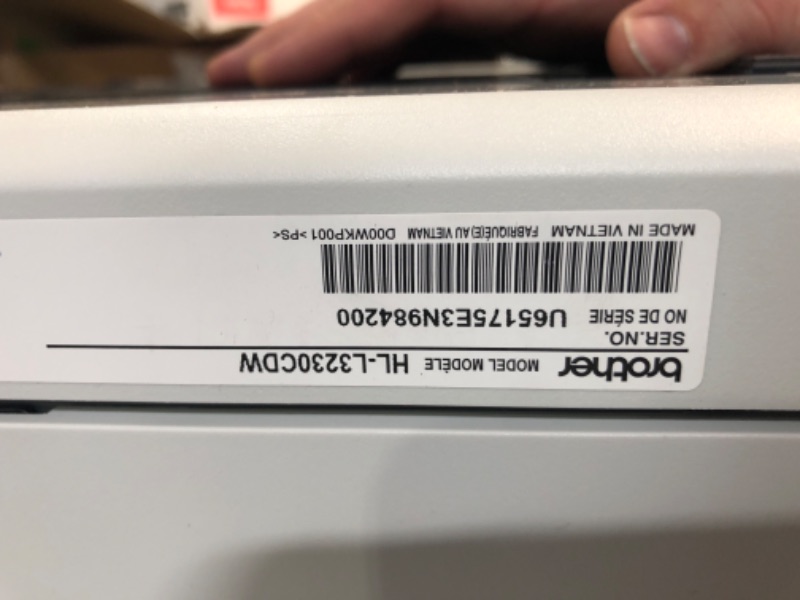 brother MODEL MODÈLE HL-L3230CDW
SER.NO.
NO DE SÉRIE U65175E3N984200
MADE IN VIETNAM FABRIQUÉ(E) AU VIETNAM D00WKP001 >PS<